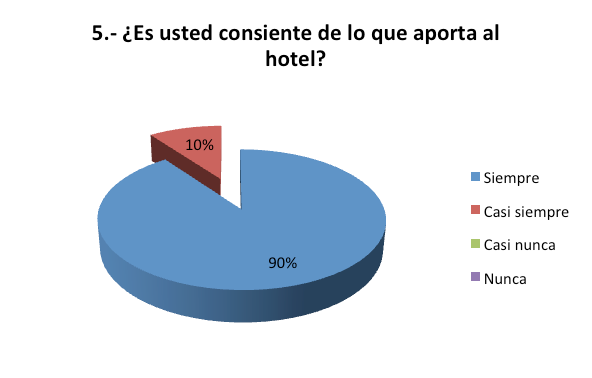 5.- ¿Es usted consiente de lo que aporta al
hotel?
10%
90%
Siempre
Casi siempre
Casi nunca
Nunca